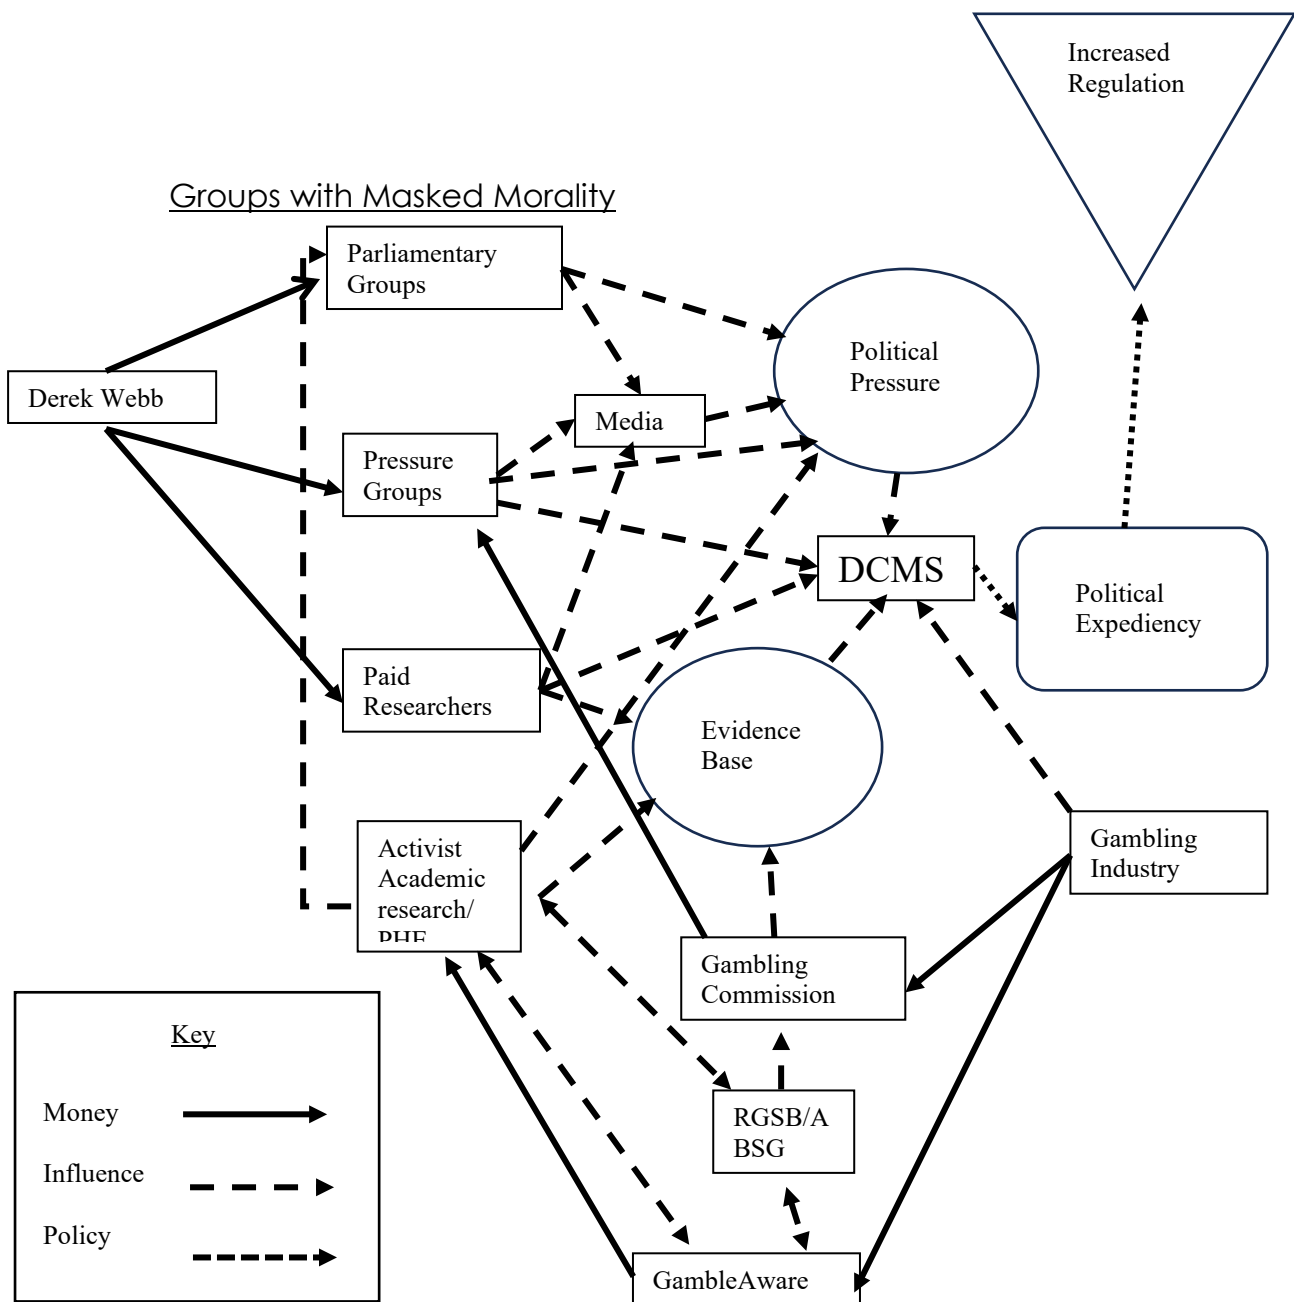 Increased
Regulation
Groups with Masked Morality
Parliamentary
Groups
Political
Pressure
Derek Webb
Media
Pressure
Groups
DCMS
Political
Expediency
Paid
Researchers
Evidence
Base
Activist
Academic
research/
PHE
Gambling
Industry
Gambling
Commission
Key
Money
Influence
Policy
RGSB/A
BSG
GambleAware